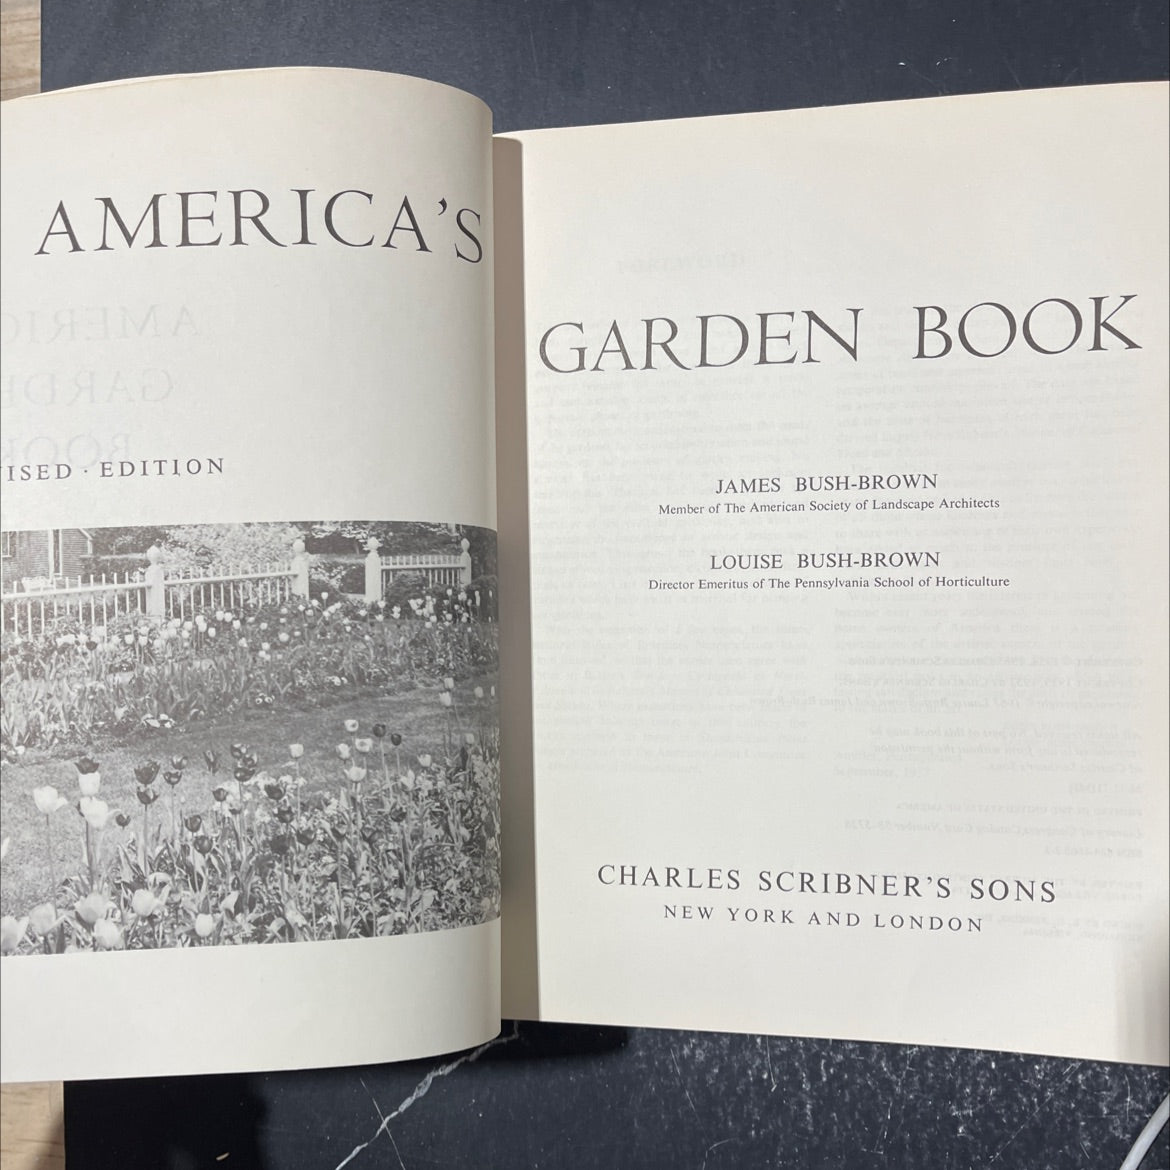 AMERICA'S
ISED · EDITION
GARDEN BOOK
JAMES BUSH-BROWN
Member of The American Society of Landscape Architects
LOUISE BUSH-BROWN
Director Emeritus of The Pennsylvania School of Horticulture
CHARLES SCRIBNER'S SONS
NEW YORK AND LONDON